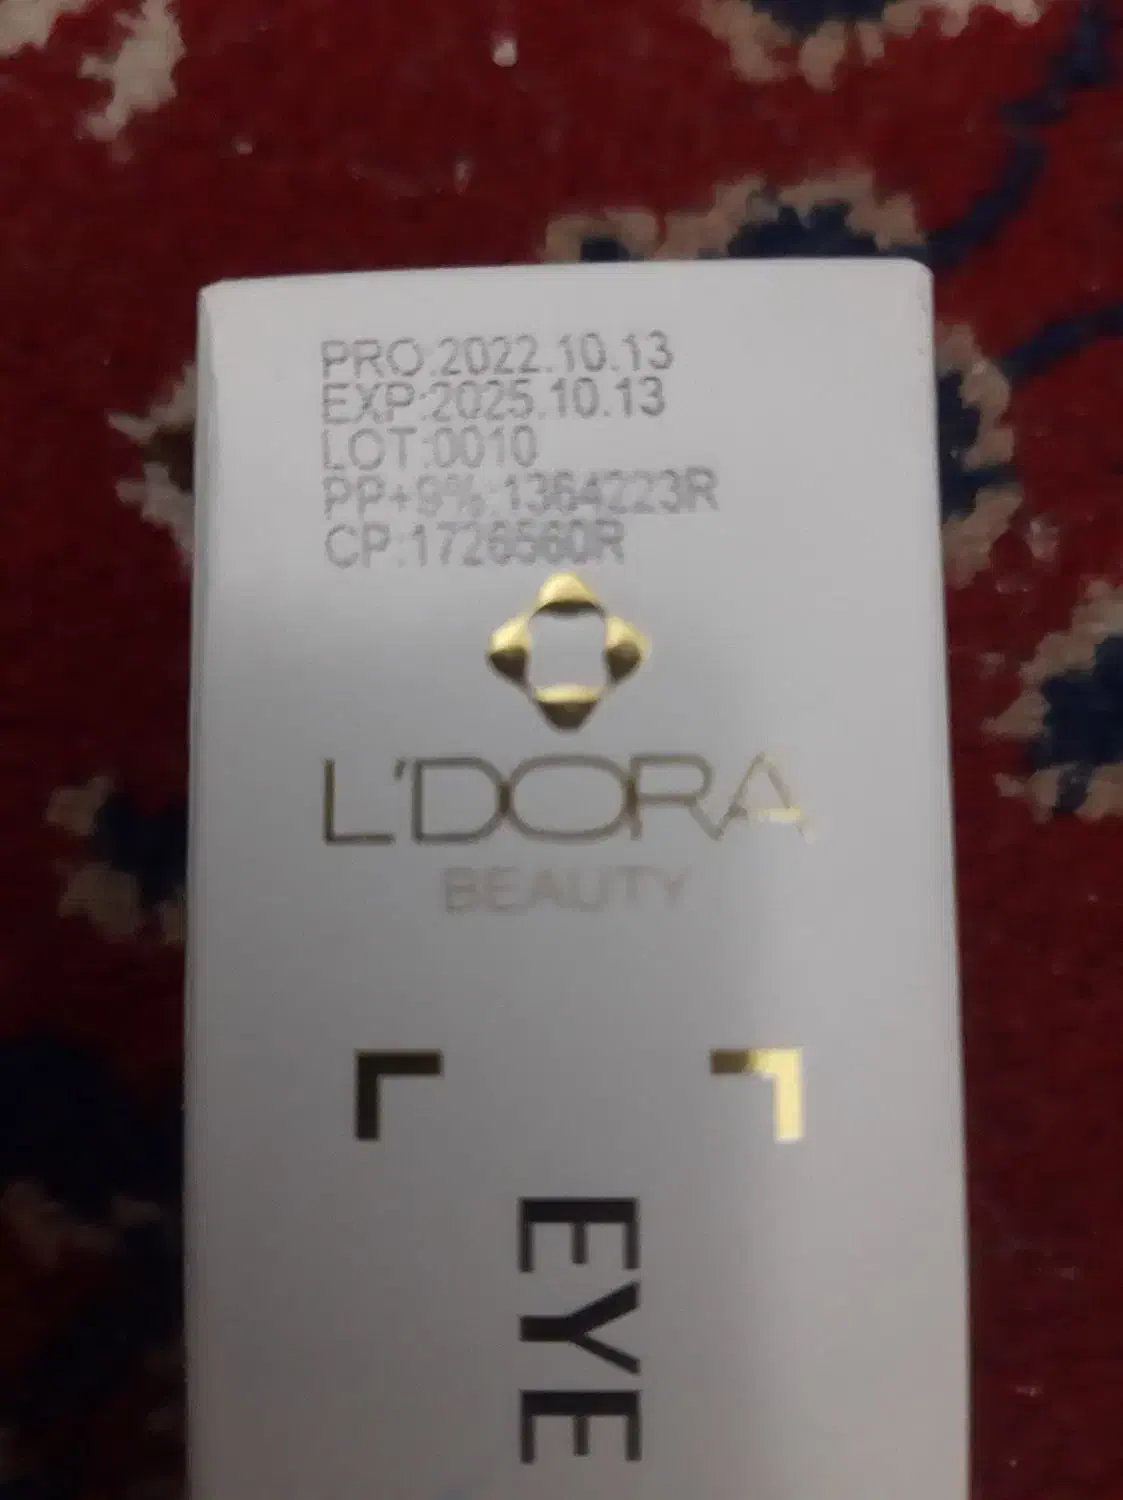 PRO:2022.10.13
EXP:2025.10.13
LOT:0010
PP+9%:1364223R
CP:1726560R
L'DORA
BEAUTY
EYE